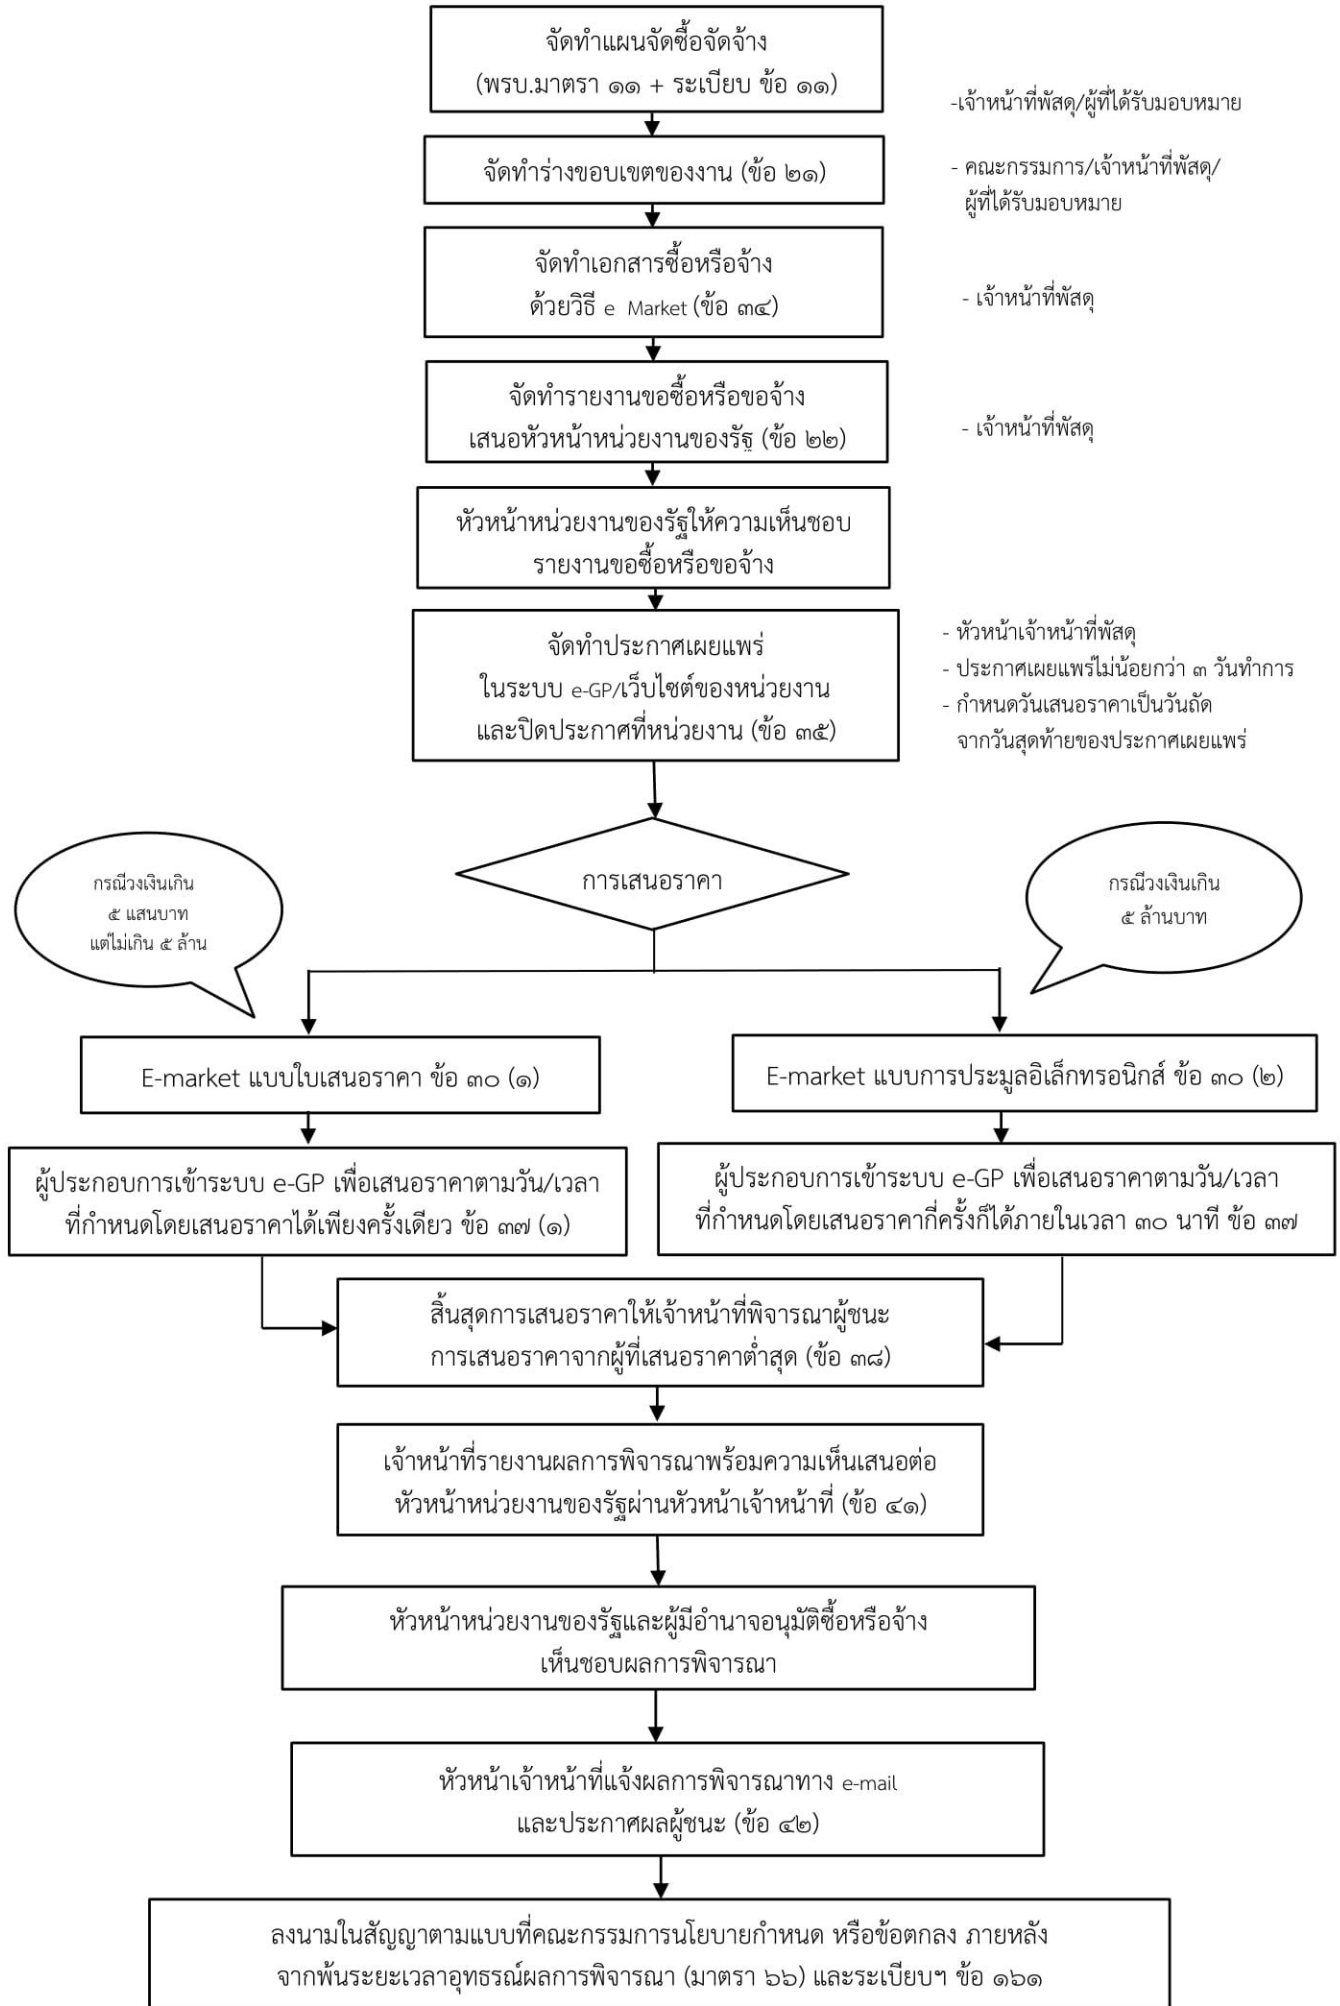 จัดทำแผนจัดซื้อจัดจ้าง
(พรบ.มาตรา ๑๑ + ระเบียบ ข้อ ๑๑)
-เจ้าหน้าที่พัสดุ/ผู้ที่ได้รับมอบหมาย
จัดทำร่างขอบเขตของงาน (ข้อ ๒๑)
- คณะกรรมการ/เจ้าหน้าที่พัสดุ/
ผู้ที่ได้รับมอบหมาย
จัดทำเอกสารซื้อหรือจ้าง
ด้วยวิธี e Market (ข้อ ๓๔)
- เจ้าหน้าที่พัสดุ
จัดทำรายงานขอซื้อหรือขอจ้าง
เสนอหัวหน้าหน่วยงานของรัฐ (ข้อ ๒๒)
- เจ้าหน้าที่พัสดุ
หัวหน้าหน่วยงานของรัฐให้ความเห็นชอบ
รายงานขอซื้อหรือขอจ้าง
จัดทำประกาศเผยแพร่
ในระบบ e-GP/เว็บไซต์ของหน่วยงาน
และปิดประกาศที่หน่วยงาน (ข้อ ๓๕)
- หัวหน้าเจ้าหน้าที่พัสดุ
- ประกาศเผยแพร่ไม่น้อยกว่า ๓ วันทำการ
- กำหนดวันเสนอราคาเป็นวันถัด
จากวันสุดท้ายของประกาศเผยแพร่
การเสนอราคา
กรณีวงเงินเกิน
๕ แสนบาท
แต่ไม่เกิน ๕ ล้าน
กรณีวงเงินเกิน
๕ ล้านบาท
E-market แบบใบเสนอราคา ข้อ ๓๐ (๑)
E-market แบบการประมูลอิเล็กทรอนิกส์ ข้อ ๓๐ (๒)
ผู้ประกอบการเข้าระบบ e-GP เพื่อเสนอราคาตามวัน/เวลา
ที่กำหนดโดยเสนอราคาได้เพียงครั้งเดียว ข้อ ๓๗ (๑)
ผู้ประกอบการเข้าระบบ e-GP เพื่อเสนอราคาตามวัน/เวลา
ที่กำหนดโดยเสนอราคากี่ครั้งก็ได้ภายในเวลา ๓๐ นาที ข้อ ๓๗
สิ้นสุดการเสนอราคาให้เจ้าหน้าที่พิจารณาผู้ชนะ
การเสนอราคาจากผู้ที่เสนอราคาต่ำสุด (ข้อ ๓๘)
เจ้าหน้าที่รายงานผลการพิจารณาพร้อมความเห็นเสนอต่อ
หัวหน้าหน่วยงานของรัฐผ่านหัวหน้าเจ้าหน้าที่ (ข้อ ๔๑)
หัวหน้าหน่วยงานของรัฐและผู้มีอำนาจอนุมัติซื้อหรือจ้าง
เห็นชอบผลการพิจารณา
หัวหน้าเจ้าหน้าที่แจ้งผลการพิจารณาทาง e-mail
และประกาศผลผู้ชนะ (ข้อ ๔๒)
ลงนามในสัญญาตามแบบที่คณะกรรมการนโยบายกำหนด หรือข้อตกลง ภายหลัง
จากพ้นระยะเวลาอุทธรณ์ผลการพิจารณา (มาตรา ๖๖) และระเบียบฯ ข้อ ๑๖๑